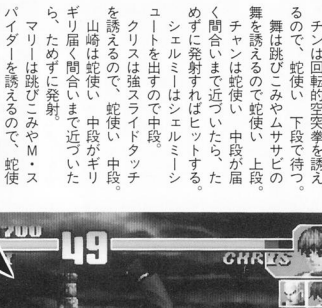 チンは回転的空突拳を誘え
るので、蛇使い　下段で待つ。
舞は跳びこみやムササビの
舞を誘えるので蛇使い　上段。
チャンは蛇使い　中段が届
く間合いまで近づいたら、た
めずに発射すればヒットする。
シェルミーはシェルミーシ
ュートを出すので中段。
クリスは強スライドタッチ
を誘えるので、蛇使い　中段。
山崎は蛇使い　中段がギリ
ギリ届く間合いまで近づいた
ら、ためずに発射。
マリーは跳びこみやM・ス
パイダーを誘えるので、蛇使
700
49
CHRIS